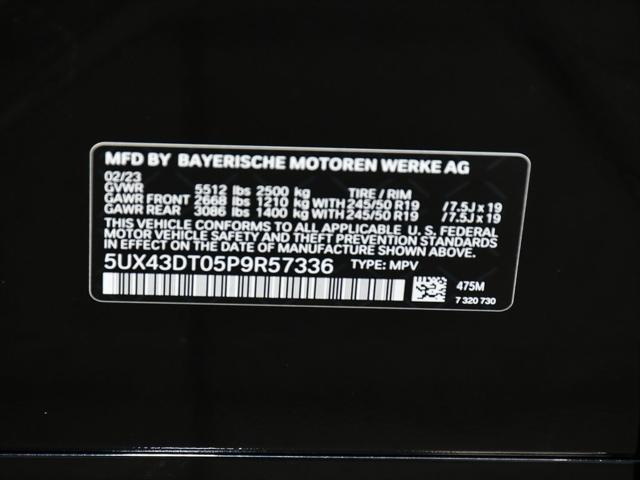 MFD BY BAYERISCHE MOTOREN WERKE AG
02/23
GVWR 5512 lbs 2500 kg TIRE / RIM
GAWR FRONT 2668 lbs 1210 kg WITH 245/50 R19 /7.5J x 19
GAWR REAR 3086 lbs 1400 kg WITH 245/50 R19 /7.5J x 19
THIS VEHICLE CONFORMS TO ALL APPLICABLE U. S. FEDERAL
MOTOR VEHICLE SAFETY AND THEFT PREVENTION STANDARDS
IN EFFECT ON THE DATE OF MANUFACTURE SHOWN ABOVE.
5UX43DT05P9R57336 TYPE: MPV
475M
7 320 730